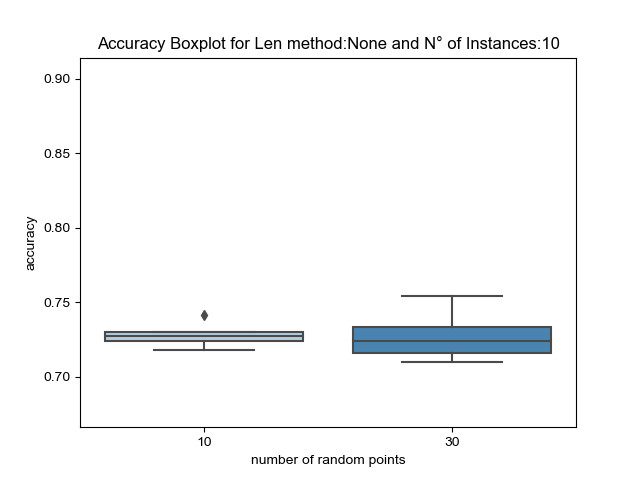 Accuracy Boxplot for Len method:None and N° of Instances:10
0.90
0.85
0.80
0.75
0.70
accuracy
10
30
number of random points